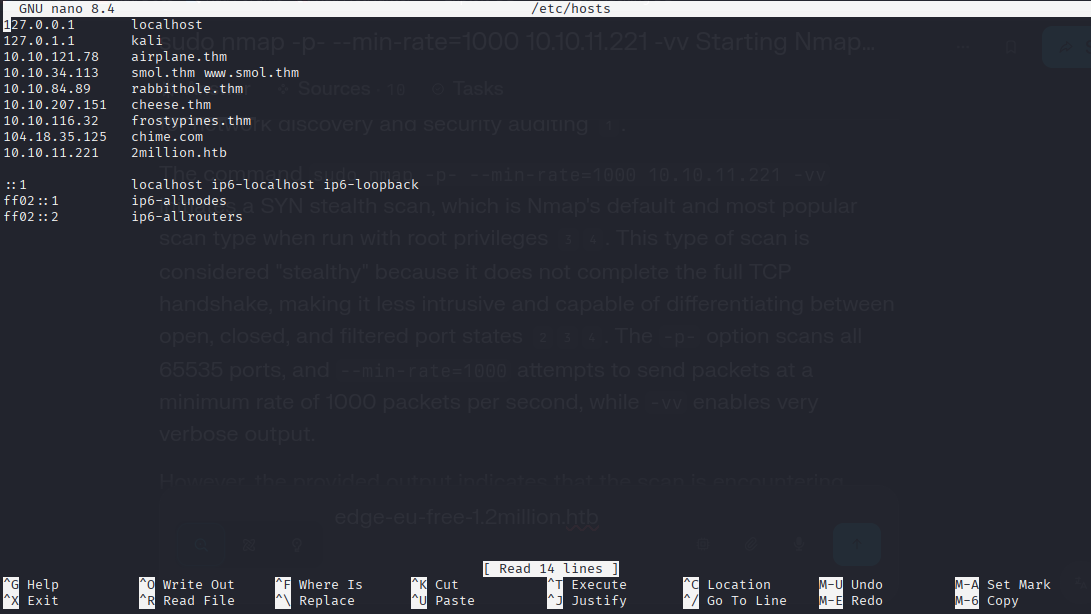 GNU nano 8.4 /etc/hosts
127.0.0.1 localhost
127.0.1.1 kali
10.10.121.78 airplane.thm
10.10.34.113 smol.thm www.smol.thm
10.10.84.89 rabbithole.thm
10.10.207.151 cheese.thm
10.10.116.32 frostypines.thm
104.18.35.125 chime.com
10.10.11.221 2million.htb
::1 localhost ip6-localhost ip6-loopback
ff02::1 ip6-allnodes
ff02::2 ip6-allrouters
sudo nmap -p- --min-rate=1000 10.10.11.221 -vv Starting Nmap...
Sources 10 Tasks
network discovery and security auditing
The command sudo nmap -p- --min-rate=1000 10.10.11.221 -vv
a SYN stealth scan, which is Nmap's default and most popular
scan type when run with root privileges 3 4. This type of scan is
considered "stealthy" because it does not complete the full TCP
handshake, making it less intrusive and capable of differentiating between
open, closed, and filtered port states 2 3 4. The -p- option scans all
65535 ports, and --min-rate=1000 attempts to send packets at a
minimum rate of 1000 packets per second, while -vv enables very
verbose output.
However, the provided output indicates that the scan is encountering
edge-eu-free-1.2million.htb
[ Read 14 lines ]
^G Help ^O Write Out ^F Where Is ^K Cut ^T Execute ^C Location M-U Undo M-A Set Mark
^X Exit ^R Read File ^\ Replace ^U Paste ^J Justify ^/ Go To Line M-E Redo M-6 Copy